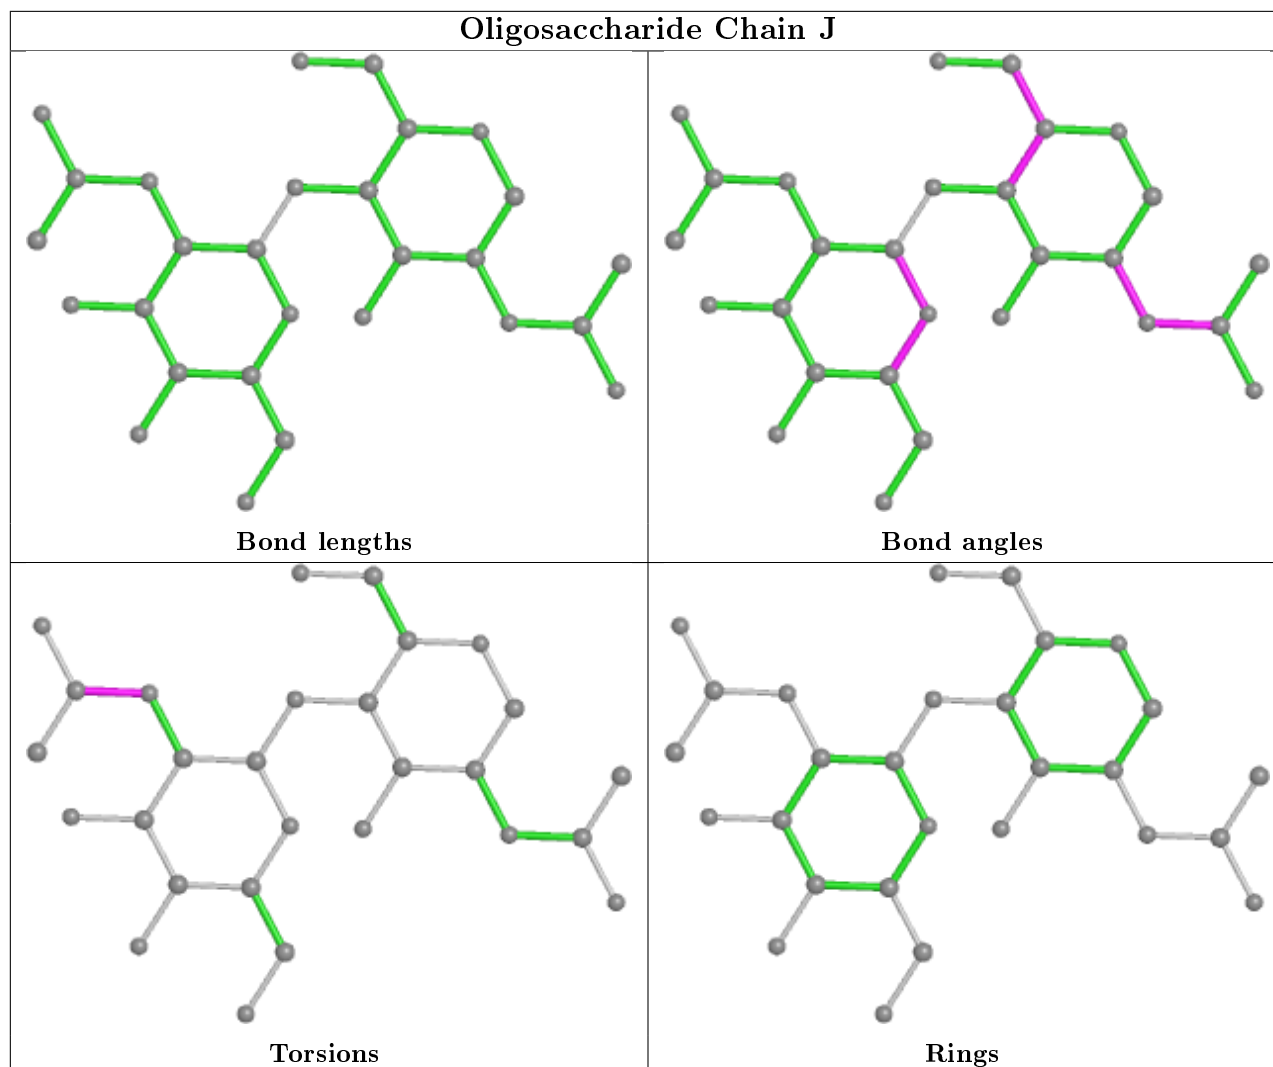 Oligosaccharide Chain J
Bond lengths
Bond angles
Torsions
Rings